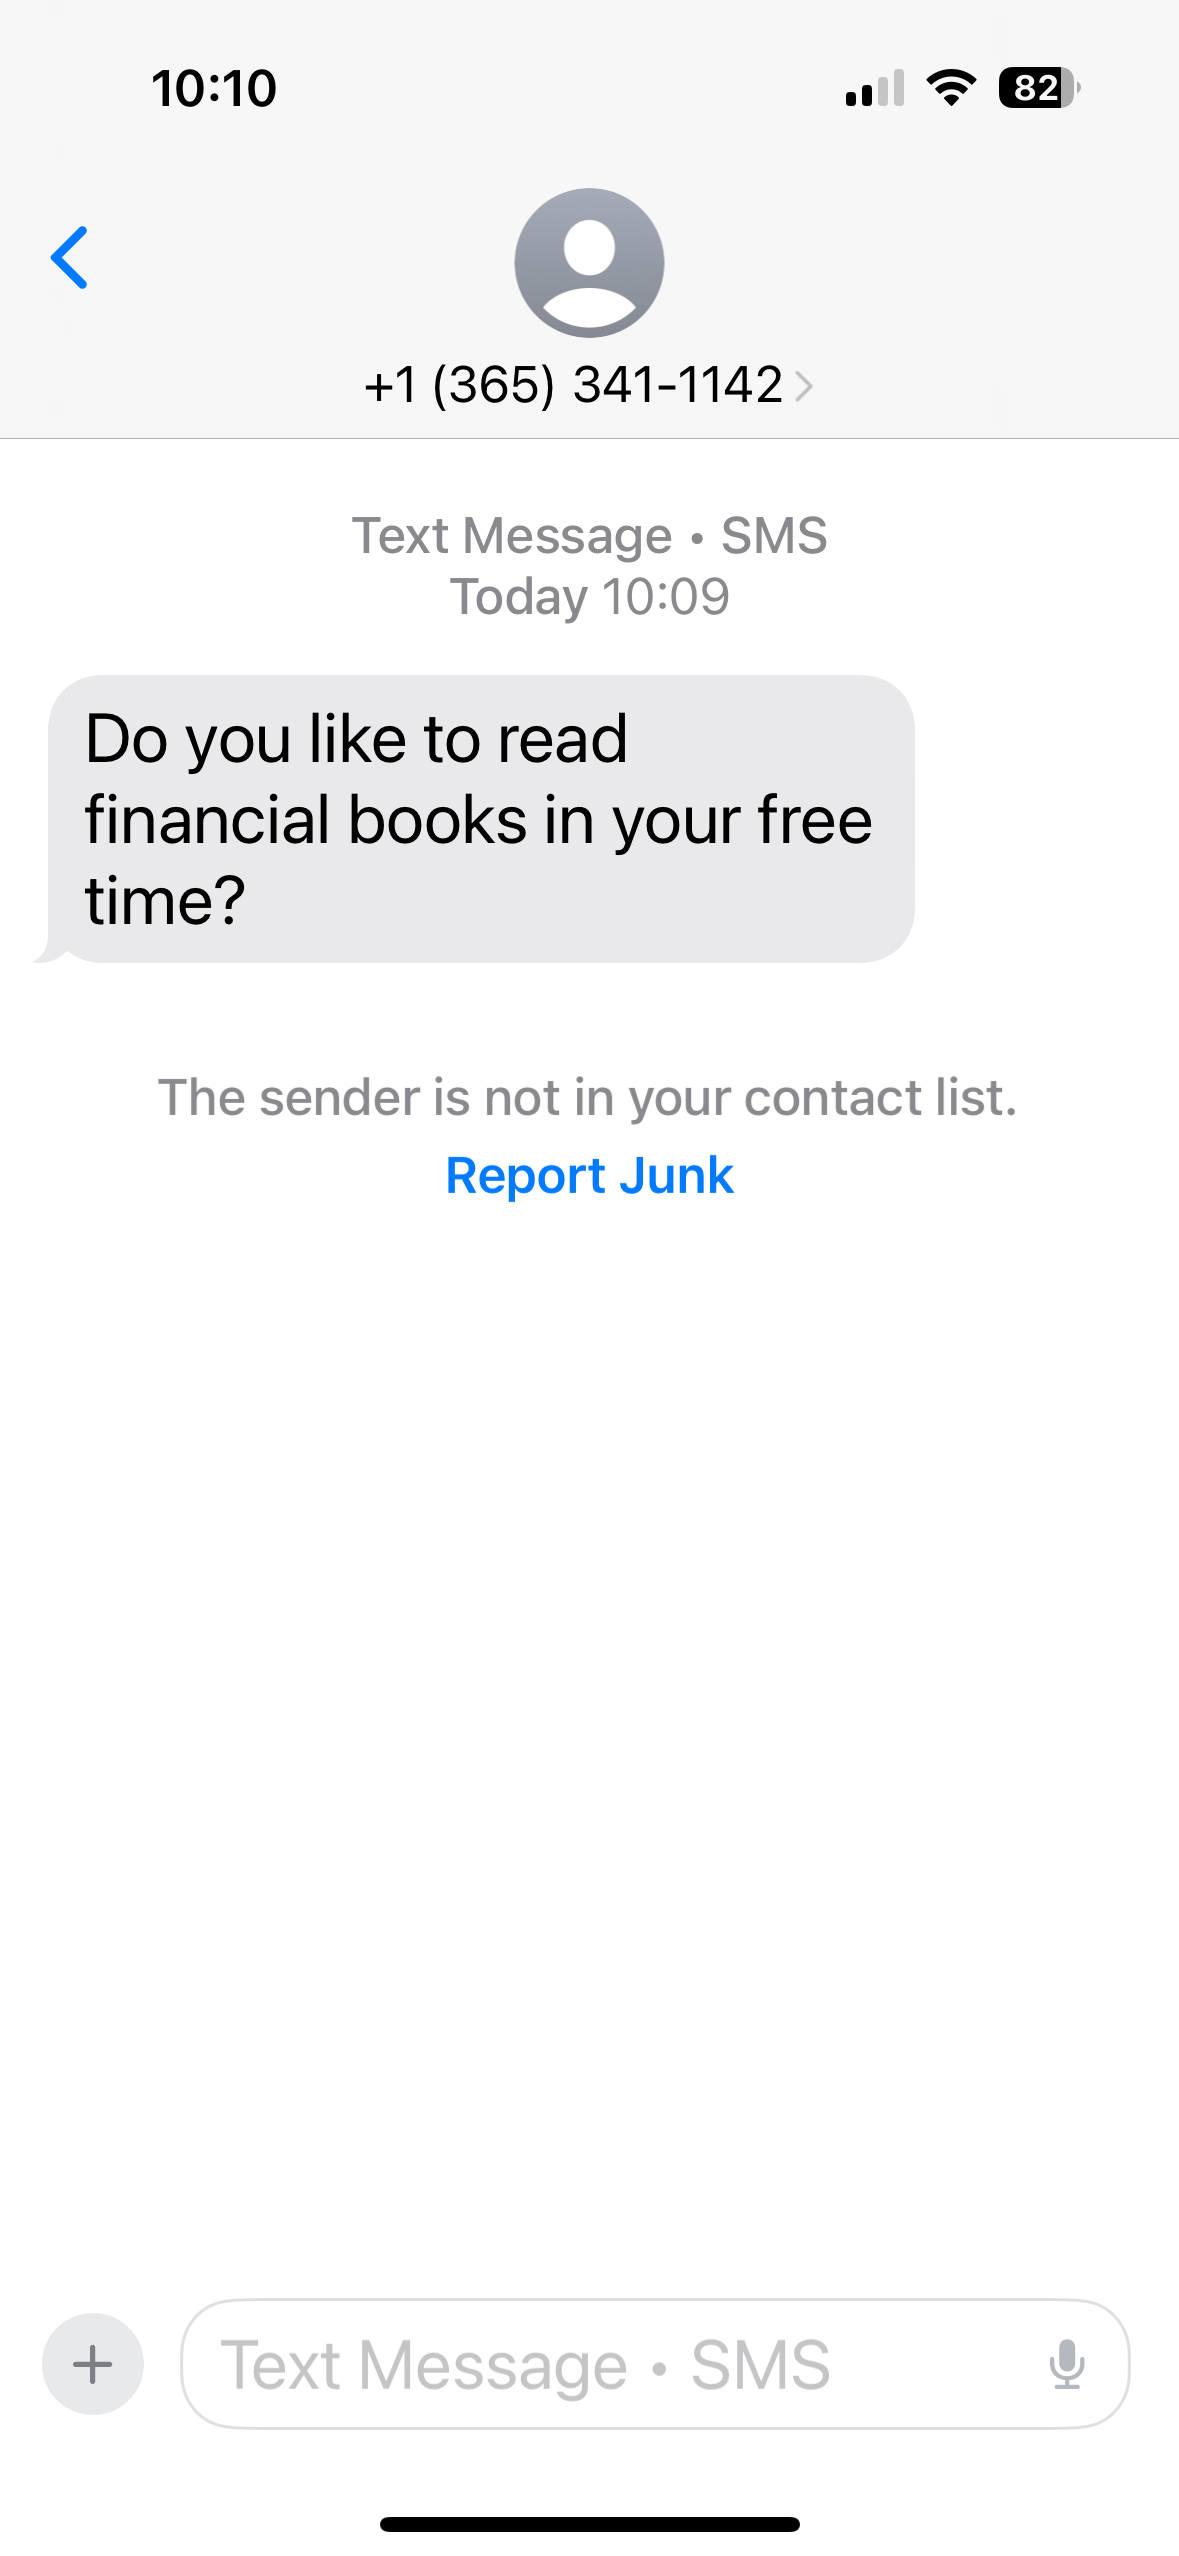 10:10
82
+1 (365) 341-1142
Text Message • SMS
Today 10:09
Do you like to read
financial books in your free
time?
The sender is not in your contact list.
Report Junk
Text Message • SMS